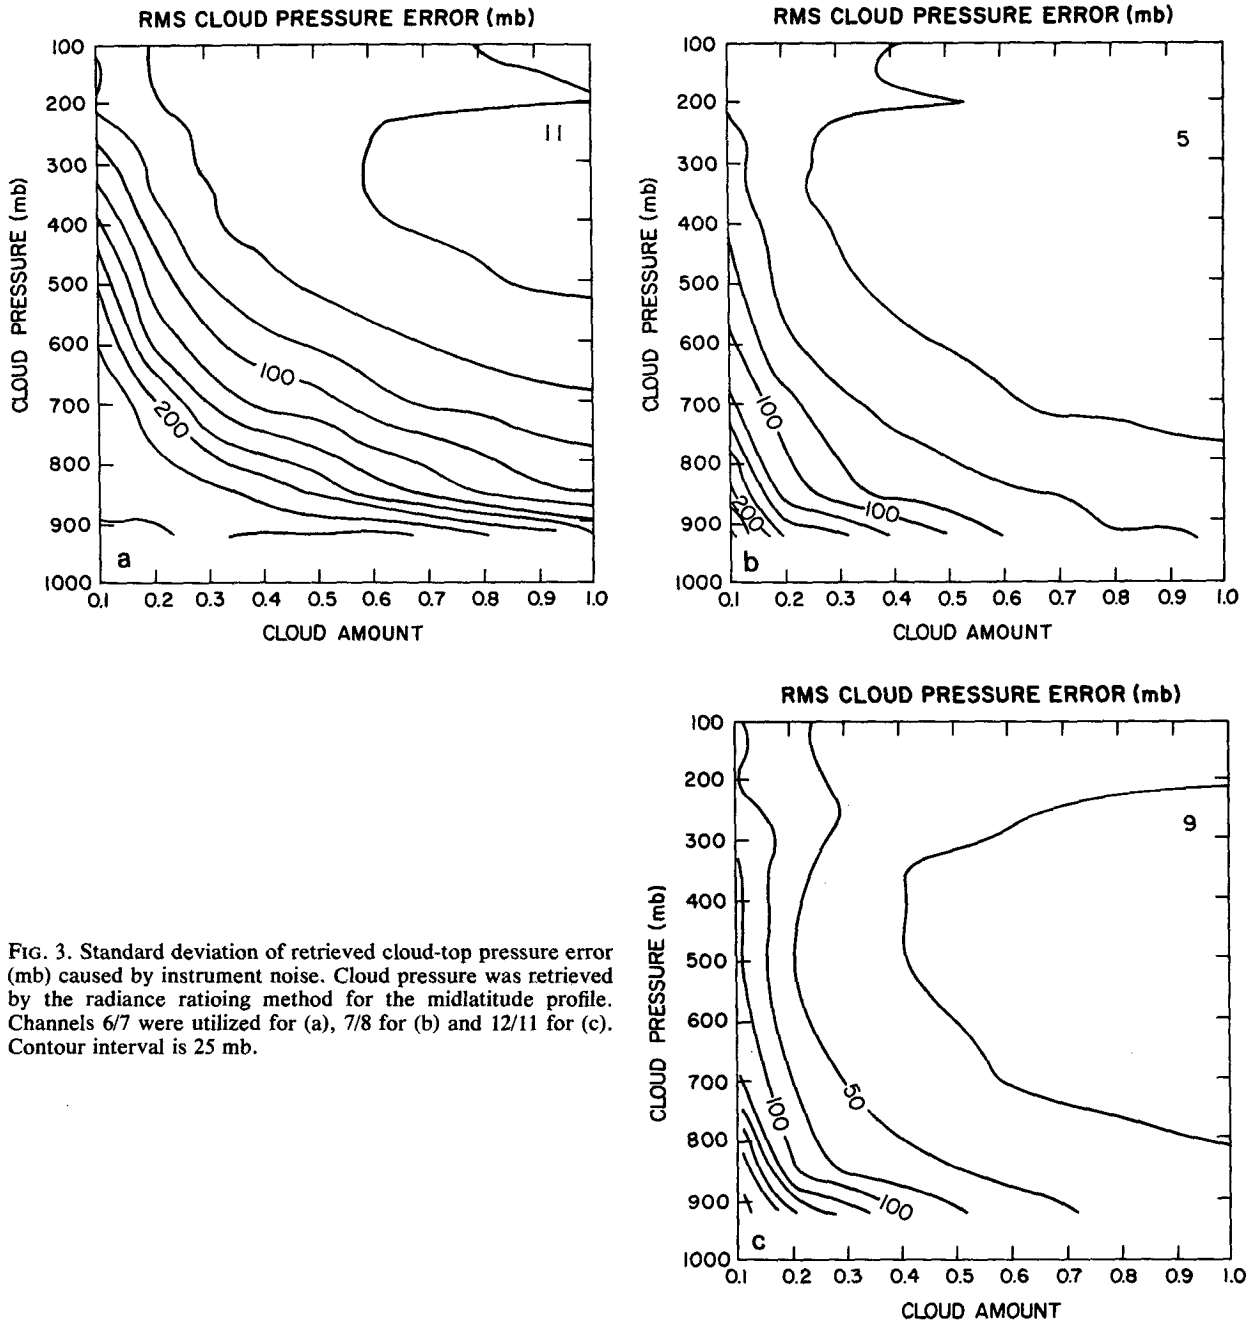 RMS CLOUD PRESSURE ERROR (mb)
100
200
300
400
500
600
700
800
900
1000
CLOUD PRESSURE (mb)
11
100
200
a
0.1 0.2 0.3 0.4 0.5 0.6 0.7 0.8 0.9 1.0
CLOUD AMOUNT
RMS CLOUD PRESSURE ERROR (mb)
100
200
300
400
500
600
700
800
900
1000
CLOUD PRESSURE (mb)
5
100
200
100
b
0.1 0.2 0.3 0.4 0.5 0.6 0.7 0.8 0.9 1.0
CLOUD AMOUNT
RMS CLOUD PRESSURE ERROR (mb)
100
200
300
400
500
600
700
800
900
1000
CLOUD PRESSURE (mb)
9
50
100
100
c
0.1 0.2 0.3 0.4 0.5 0.6 0.7 0.8 0.9 1.0
CLOUD AMOUNT
FIG. 3. Standard deviation of retrieved cloud-top pressure error
(mb) caused by instrument noise. Cloud pressure was retrieved
by the radiance ratioing method for the midlatitude profile.
Channels 6/7 were utilized for (a), 7/8 for (b) and 12/11 for (c).
Contour interval is 25 mb.